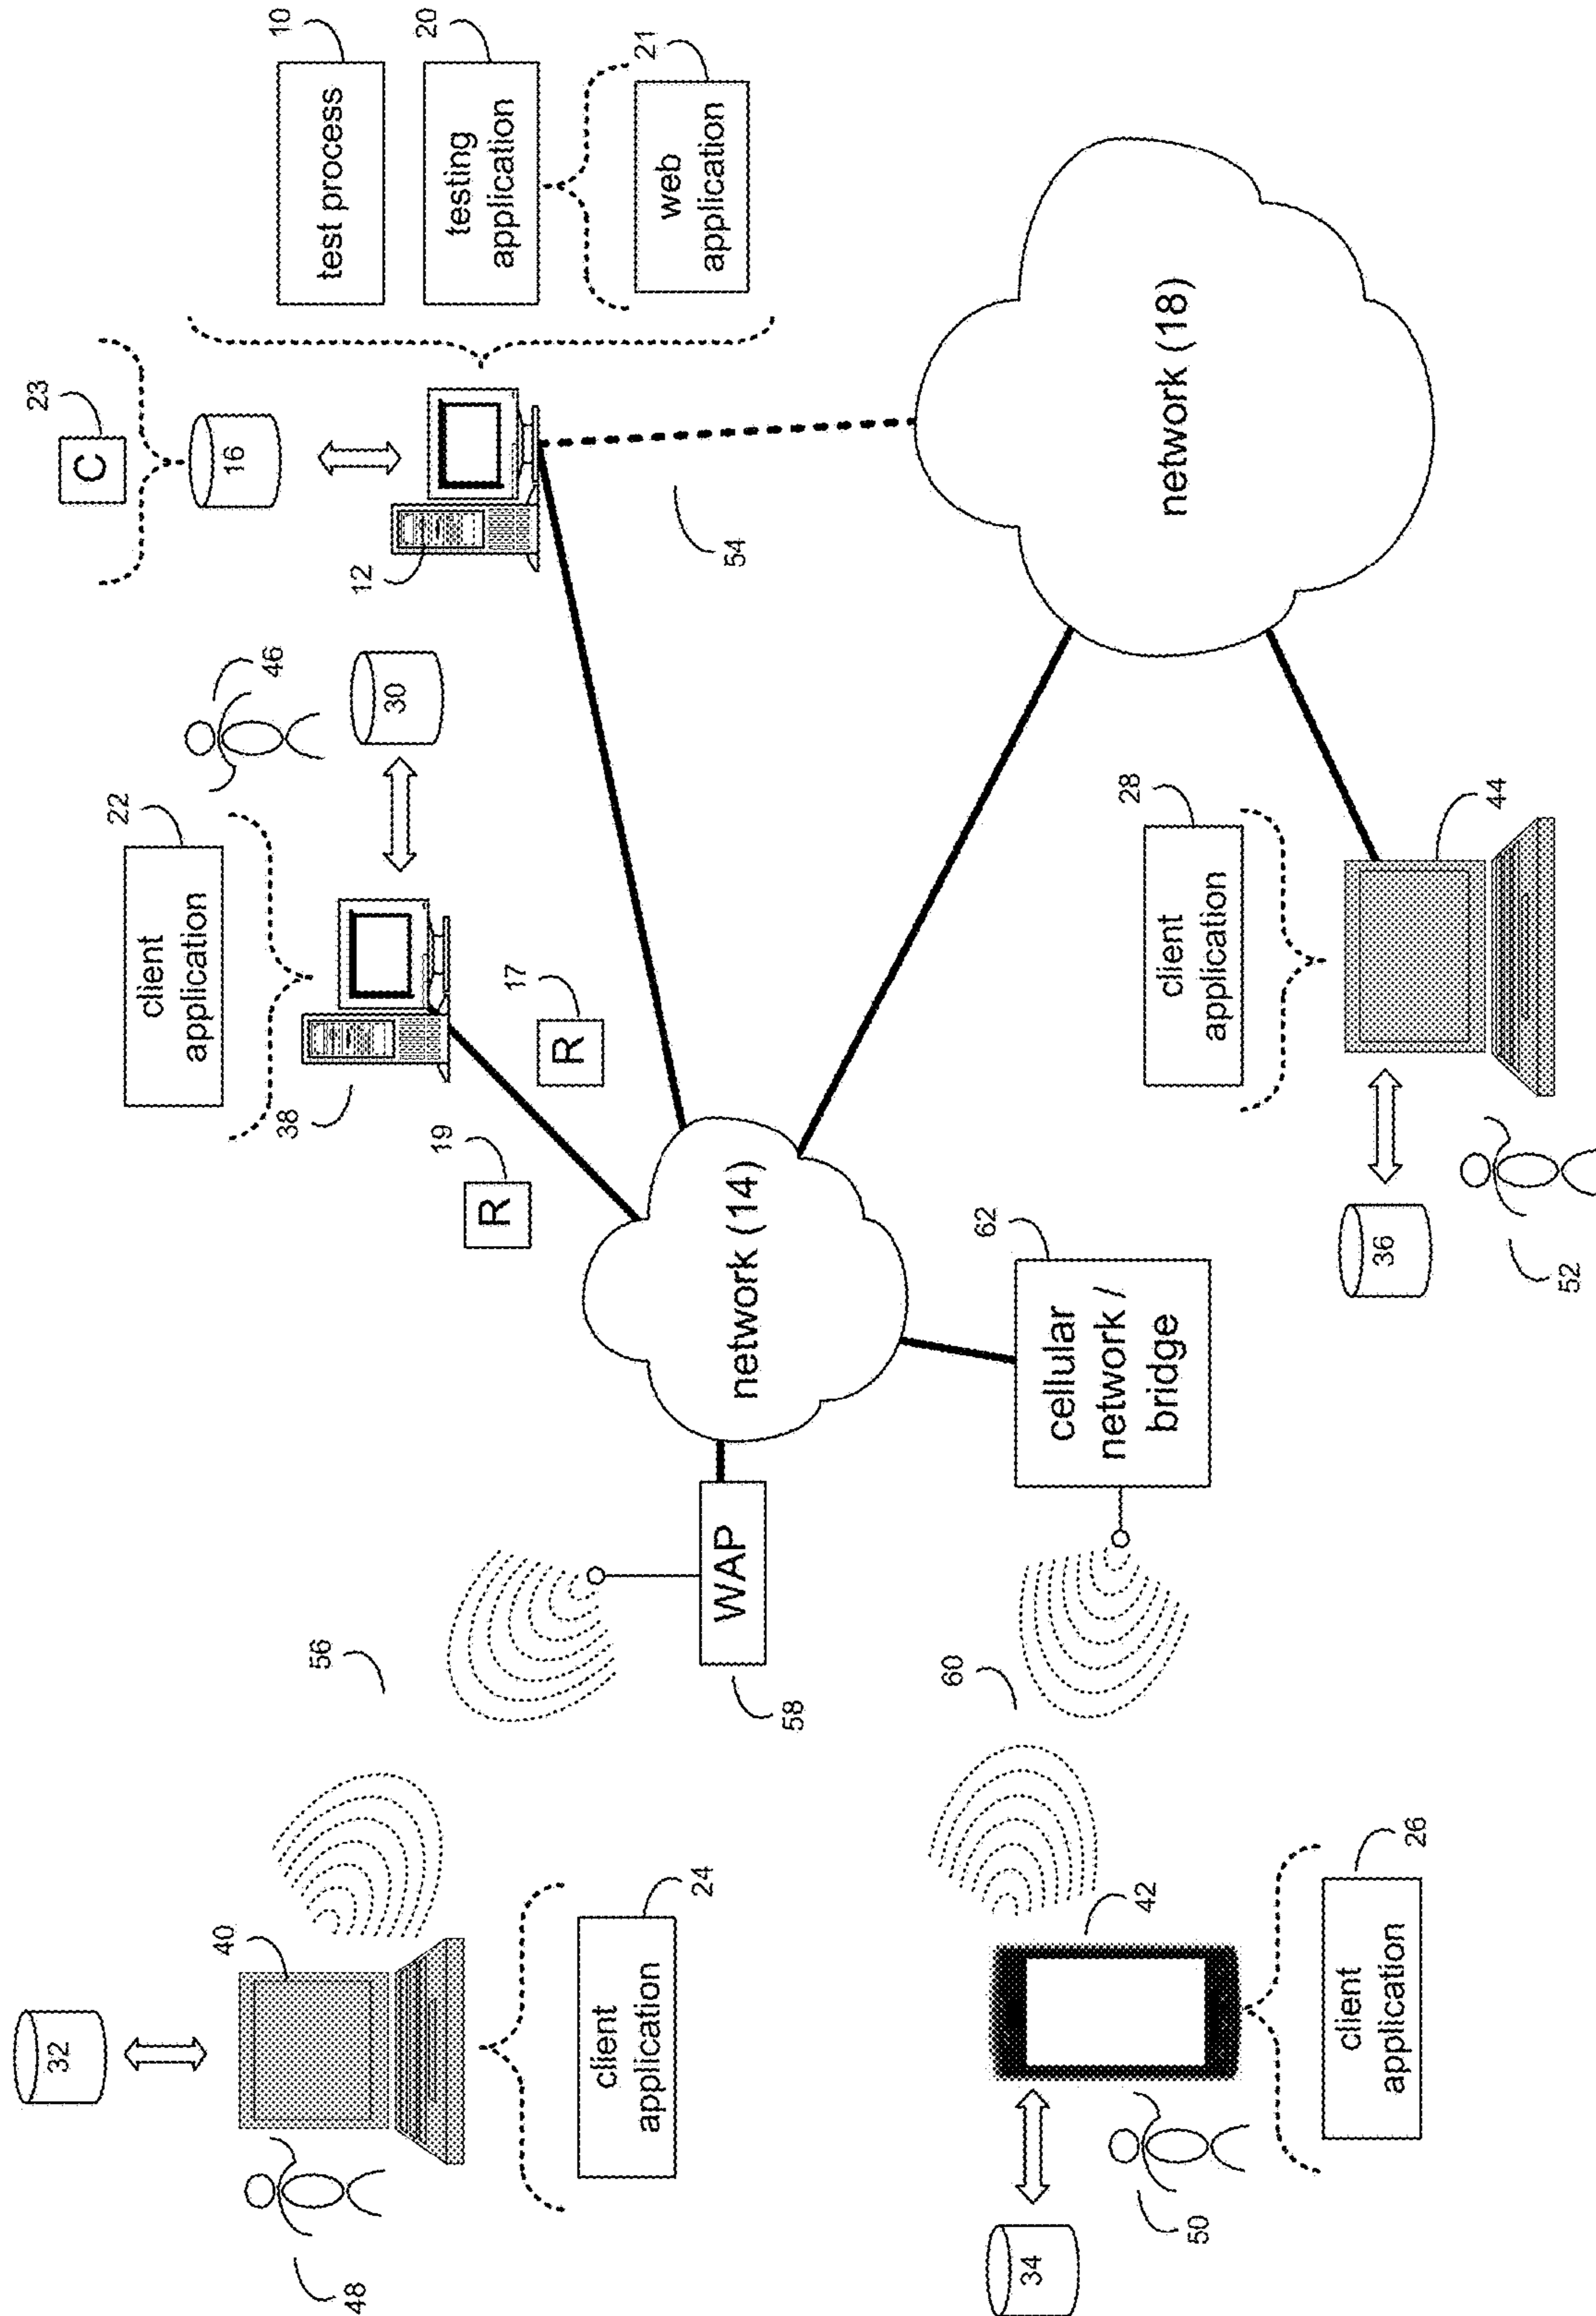 32
40
48
24
client
application
56
WAP
58
22
client
application
38
46
30
19
R
17
R
23
C
16
12
54
10
test process
20
testing
application
21
web
application
network (14)
network (18)
62
cellular
network /
bridge
60
42
34
50
26
client
application
28
client
application
44
36
52